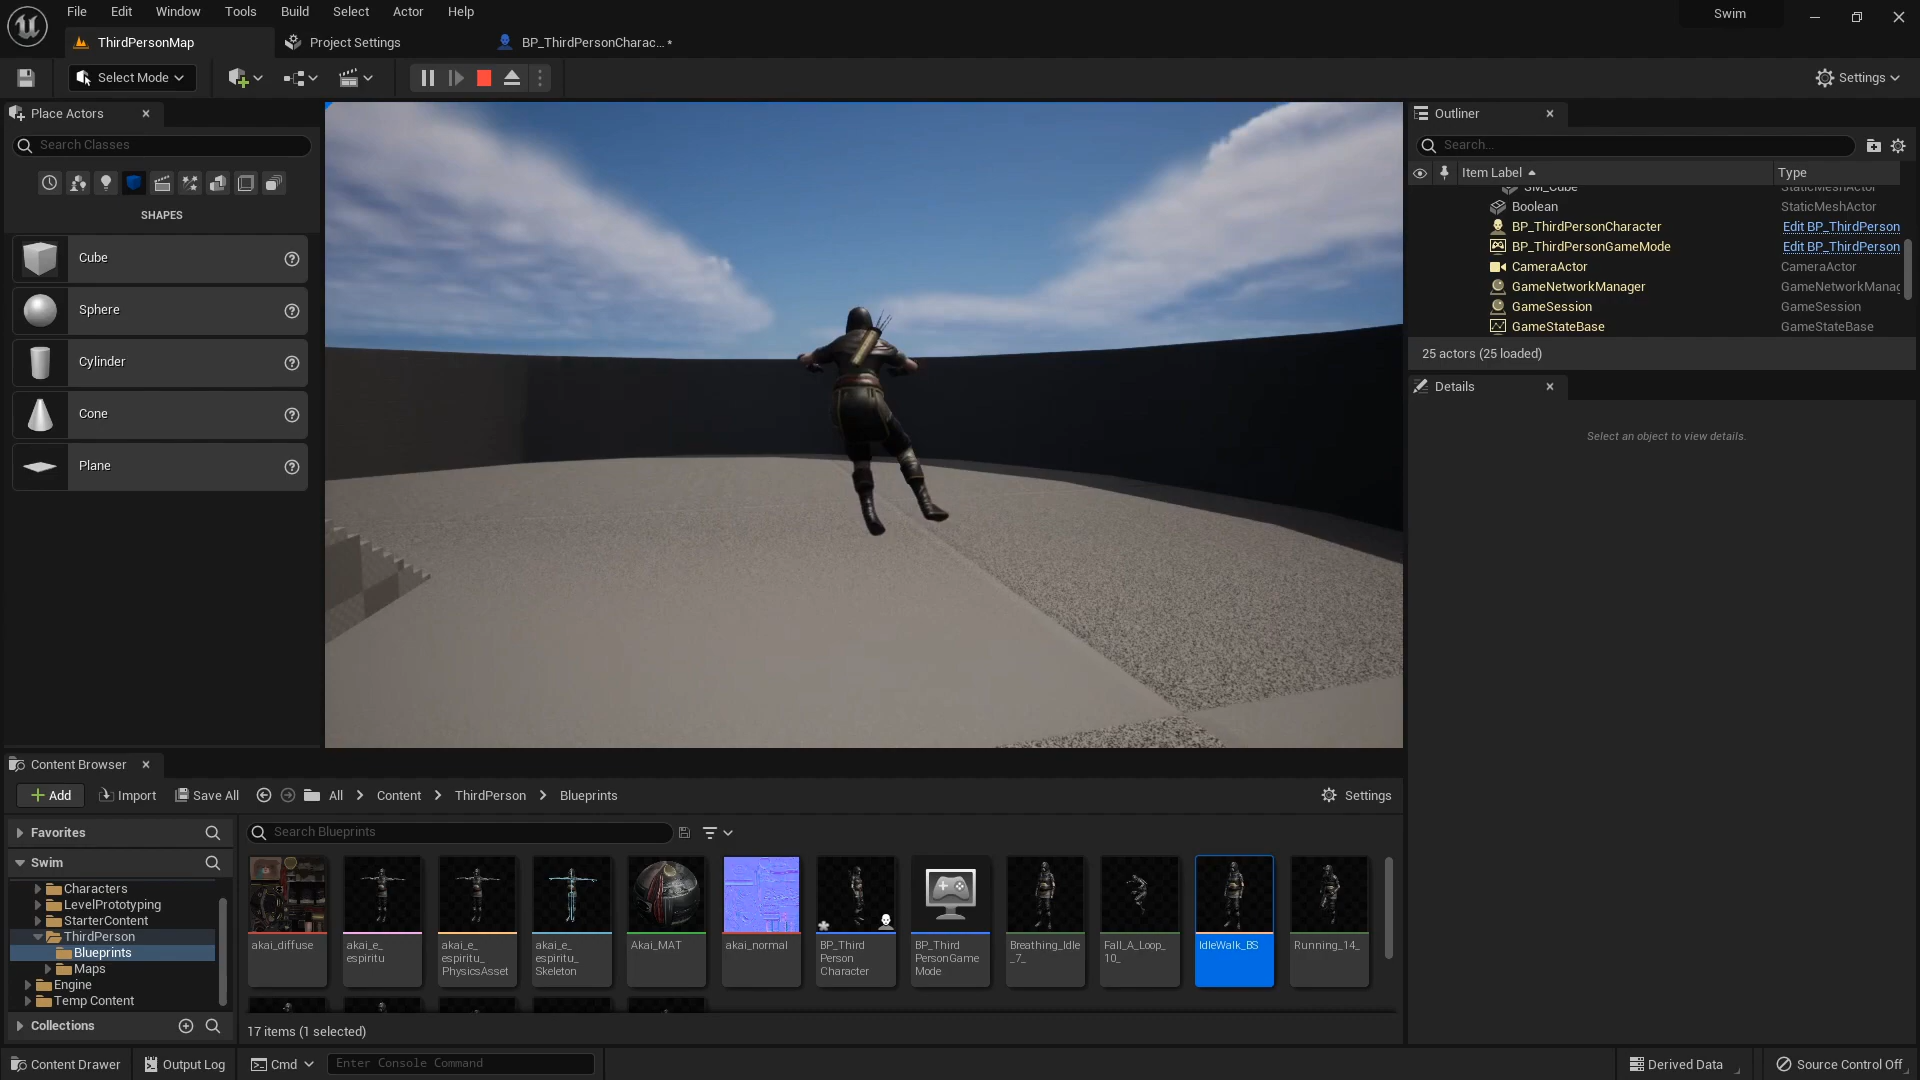 File Edit Window Tools Build Select Actor Help
Swim
ThirdPersonMap
Project Settings
BP_ThirdPersonCharac... *
Select Mode
Settings
Place Actors
Search Classes
SHAPES
Cube
Sphere
Cylinder
Cone
Plane
Outliner
Search...
Item Label Type
SM_Cube StaticMeshActor
Boolean StaticMeshActor
BP_ThirdPersonCharacter Edit BP_ThirdPerson
BP_ThirdPersonGameMode Edit BP_ThirdPerson
CameraActor CameraActor
GameNetworkManager GameNetworkManag
GameSession GameSession
GameStateBase GameStateBase
25 actors (25 loaded)
Details
Select an object to view details.
Content Browser
Add Import Save All All Content ThirdPerson Blueprints Settings
Favorites
Search Blueprints
Swim
Characters
LevelPrototyping
StarterContent
ThirdPerson
Blueprints
Maps
Engine
Temp Content
Collections
akai_diffuse
akai_e_
espiritu
akai_e_
espiritu_
PhysicsAsset
akai_e_
espiritu_
Skeleton
Akai_MAT
akai_normal
BP_Third
Person
Character
BP_Third
PersonGame
Mode
Breathing_Idle
_7_
Fall_A_Loop_
10_
IdleWalk_BS
Running_14_
17 items (1 selected)
Content Drawer Output Log Cmd Enter Console Command Derived Data Source Control Off